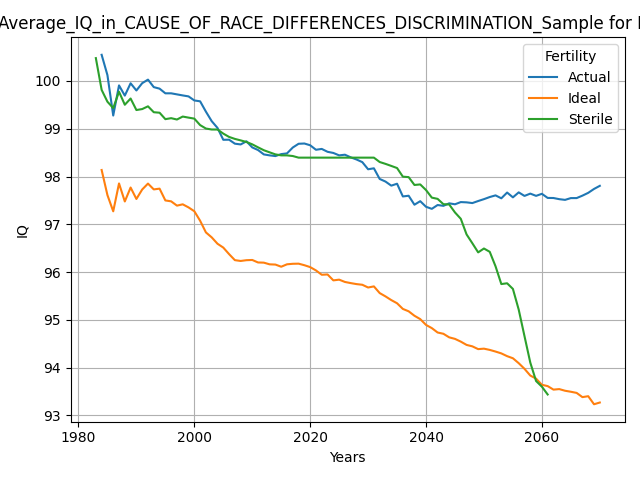 Average_IQ_in_CAUSE_OF_RACE_DIFFERENCES_DISCRIMINATION_Sample for
Fertility
Actual
Ideal
Sterile
100
99
98
97
96
95
94
93
IQ
1980
2000
2020
2040
2060
Years